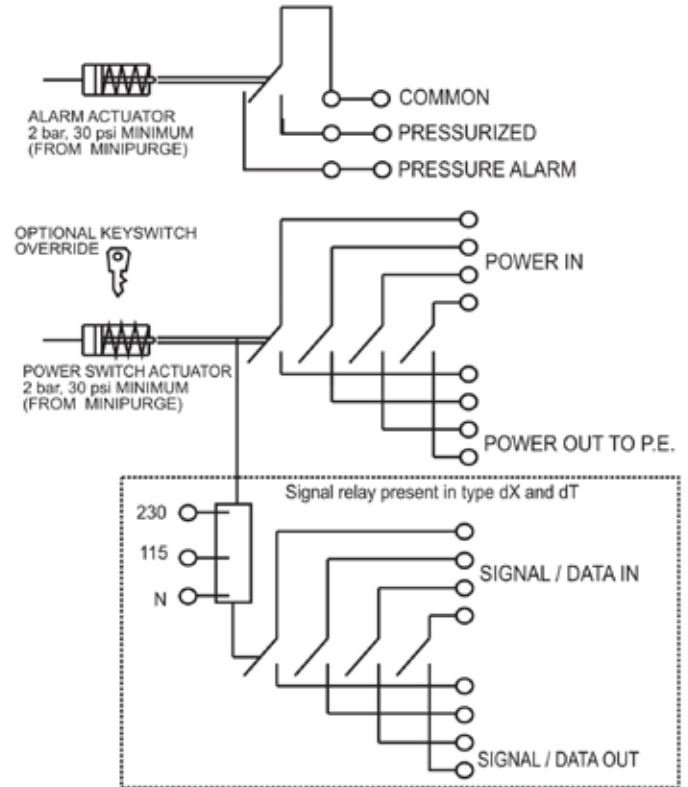 COMMON
ALARM ACTUATOR
2 bar, 30 psi MINIMUM
(FROM MINIPURGE)
PRESSURIZED
PRESSURE ALARM
OPTIONAL KEYSWITCH
OVERRIDE
POWER IN
POWER SWITCH ACTUATOR
2 bar, 30 psi MINIMUM
(FROM MINIPURGE)
POWER OUT TO P.E.
Signal relay present in type dX and dT
230
115
N
SIGNAL / DATA IN
SIGNAL / DATA OUT